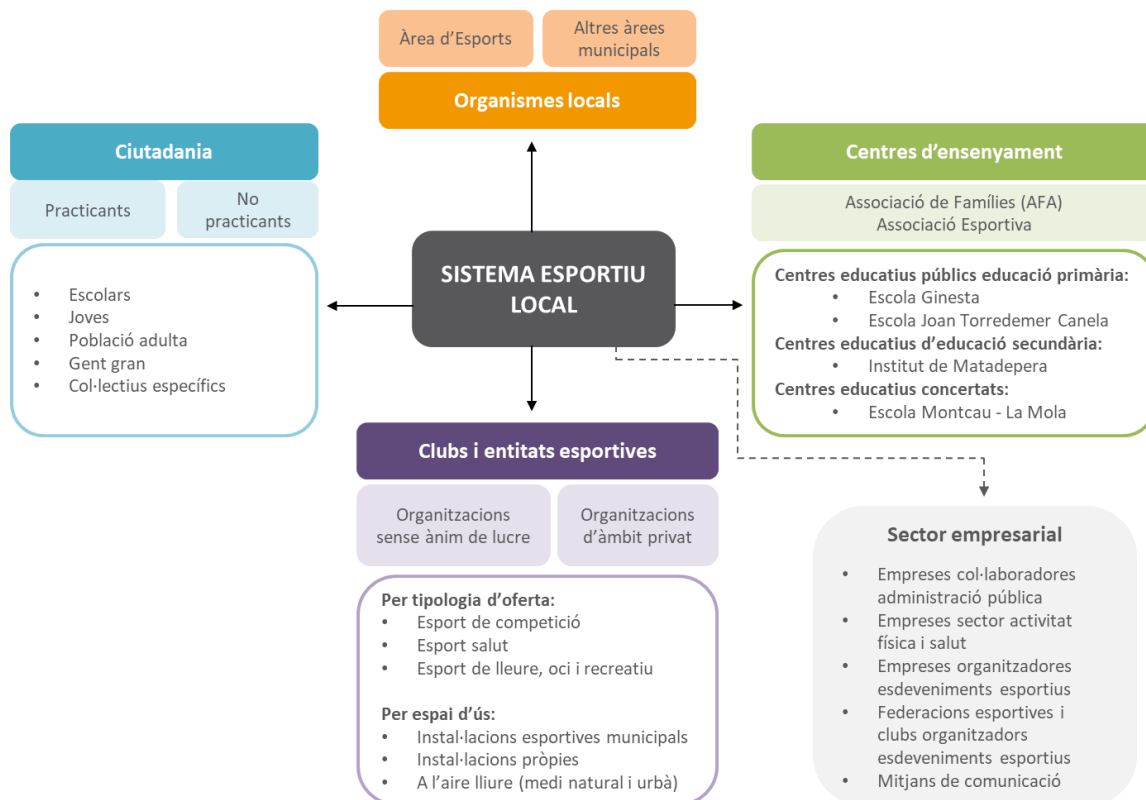 Àrea d'Esports
Altres àrees
municipals
Organismes locals
Ciutadania
Practicants
No
practicants
• Escolars
• Joves
• Població adulta
• Gent gran
• Col·lectius específics
SISTEMA ESPORTIU
LOCAL
Centres d'ensenyament
Associació de Famílies (AFA)
Associació Esportiva
Centres educatius públics educació primària:
• Escola Ginesta
• Escola Joan Torredemer Canela
Centres educatius d'educació secundària:
• Institut de Matadepera
Centres educatius concertats:
• Escola Montcau - La Mola
Clubs i entitats esportives
Organitzacions
sense ànim de lucre
Organitzacions
d'àmbit privat
Per tipologia d'oferta:
• Esport de competició
• Esport salut
• Esport de lleure, oci i recreatiu
Per espai d'ús:
• Instal·lacions esportives municipals
• Instal·lacions pròpies
• A l'aire lliure (medi natural i urbà)
Sector empresarial
• Empreses col·laboradores
administració pública
• Empreses sector activitat
física i salut
• Empreses organitzadores
esdeveniments esportius
• Federacions esportives i
clubs organitzadors
esdeveniments esportius
• Mitjans de comunicació